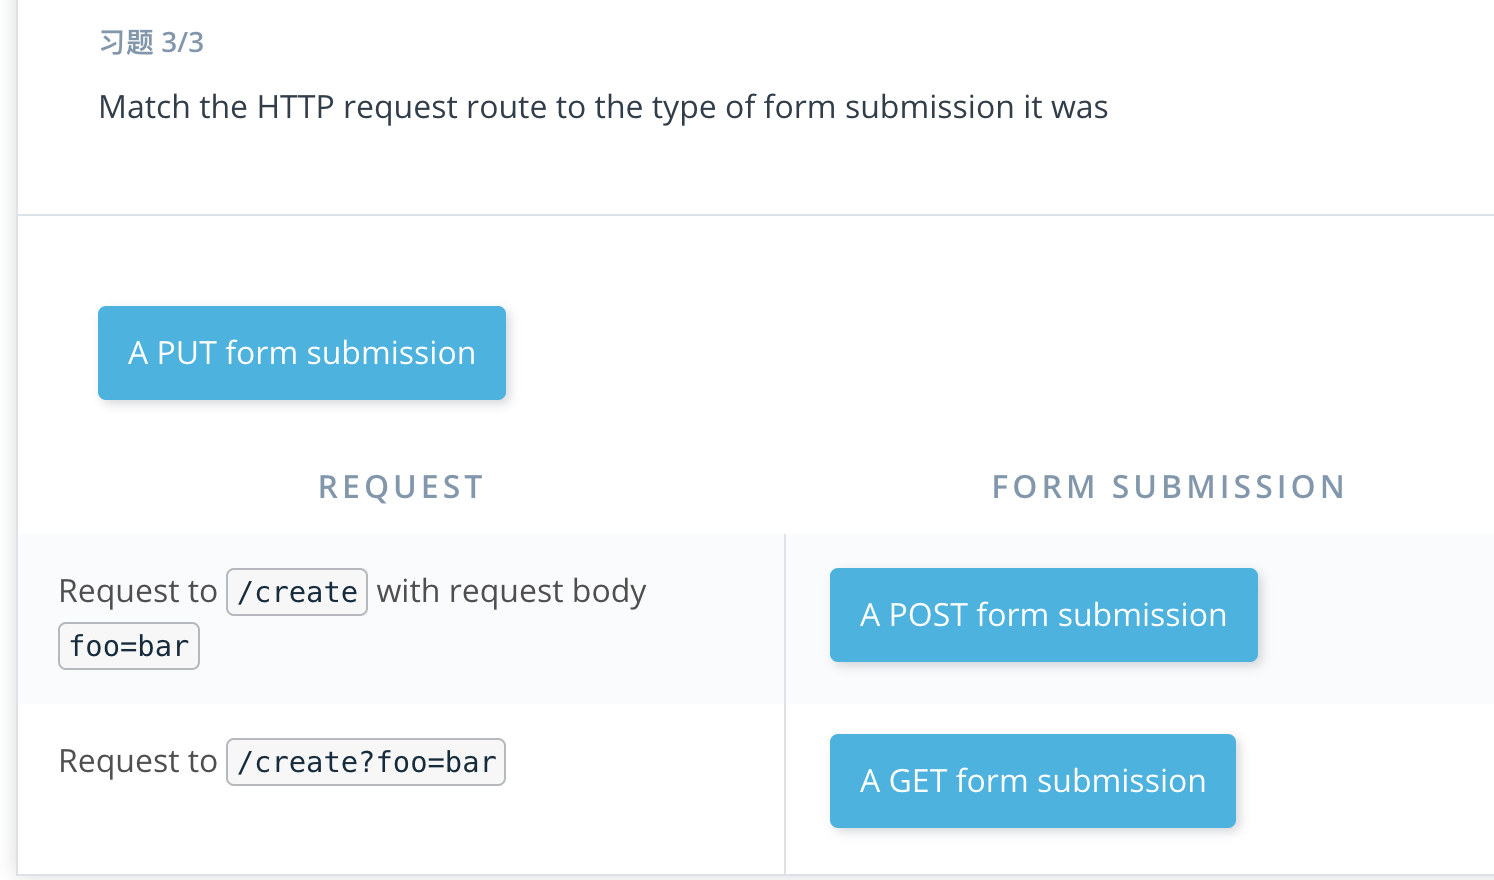 习题 3/3
Match the HTTP request route to the type of form submission it was
A PUT form submission
REQUEST
FORM SUBMISSION
Request to /create with request body
foo=bar
A POST form submission
Request to /create?foo=bar
A GET form submission